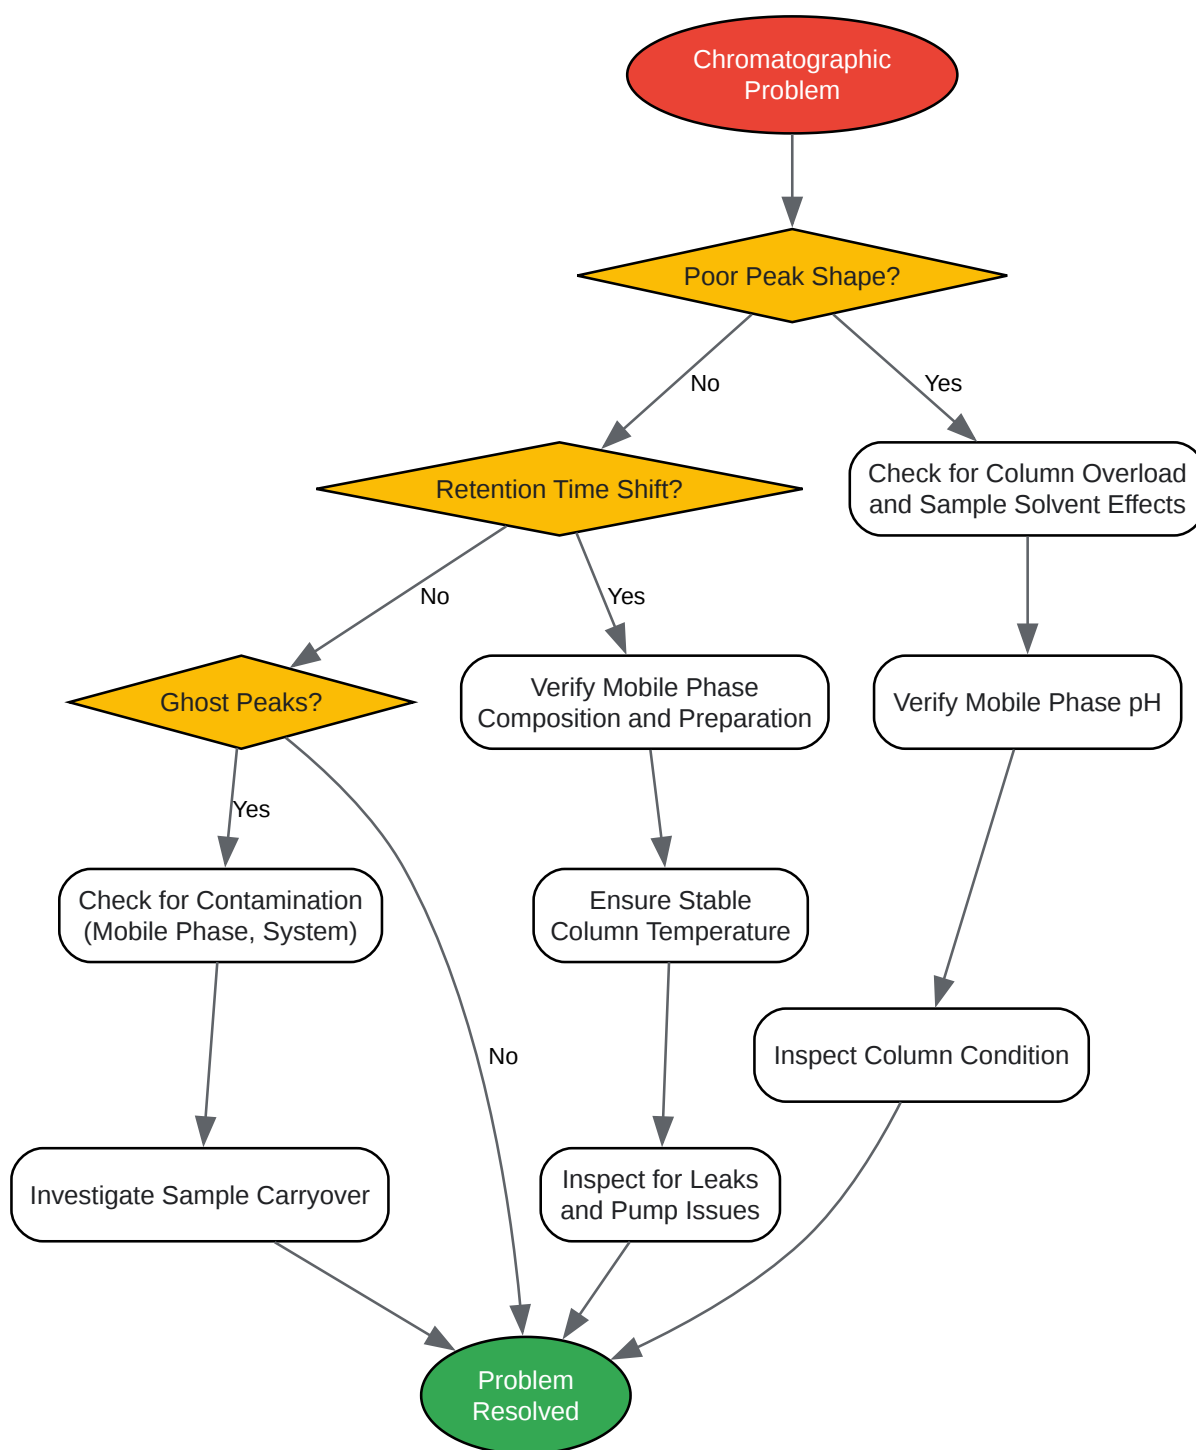 Chromatographic
Problem
Poor Peak Shape?
No
Yes
Retention Time Shift?
Check for Column Overload
and Sample Solvent Effects
No
Yes
Ghost Peaks?
Verify Mobile Phase
Composition and Preparation
Verify Mobile Phase pH
Yes
Check for Contamination
(Mobile Phase, System)
Ensure Stable
Column Temperature
No
Inspect Column Condition
Investigate Sample Carryover
Inspect for Leaks
and Pump Issues
Problem
Resolved